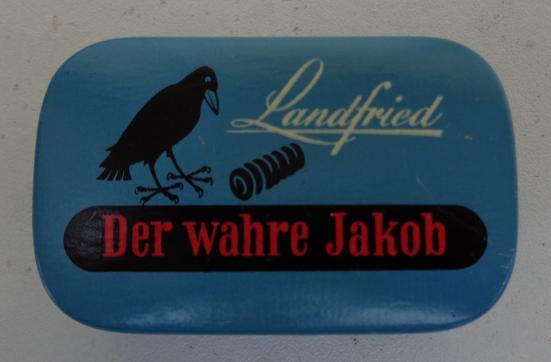 Landfried
Der wahre Jakob